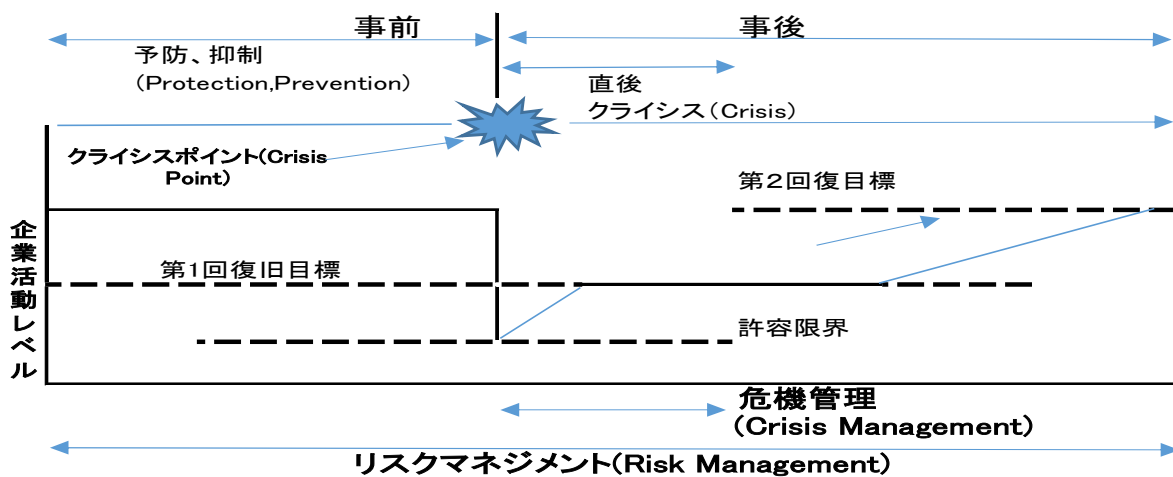 事前
事後
予防、抑制
(Protection,Prevention)
直後
クライシス(Crisis)
クライシスポイント(Crisis
Point)
第2回復目標
企業活動レベル
第1回復旧目標
許容限界
危機管理
(Crisis Management)
リスクマネジメント(Risk Management)